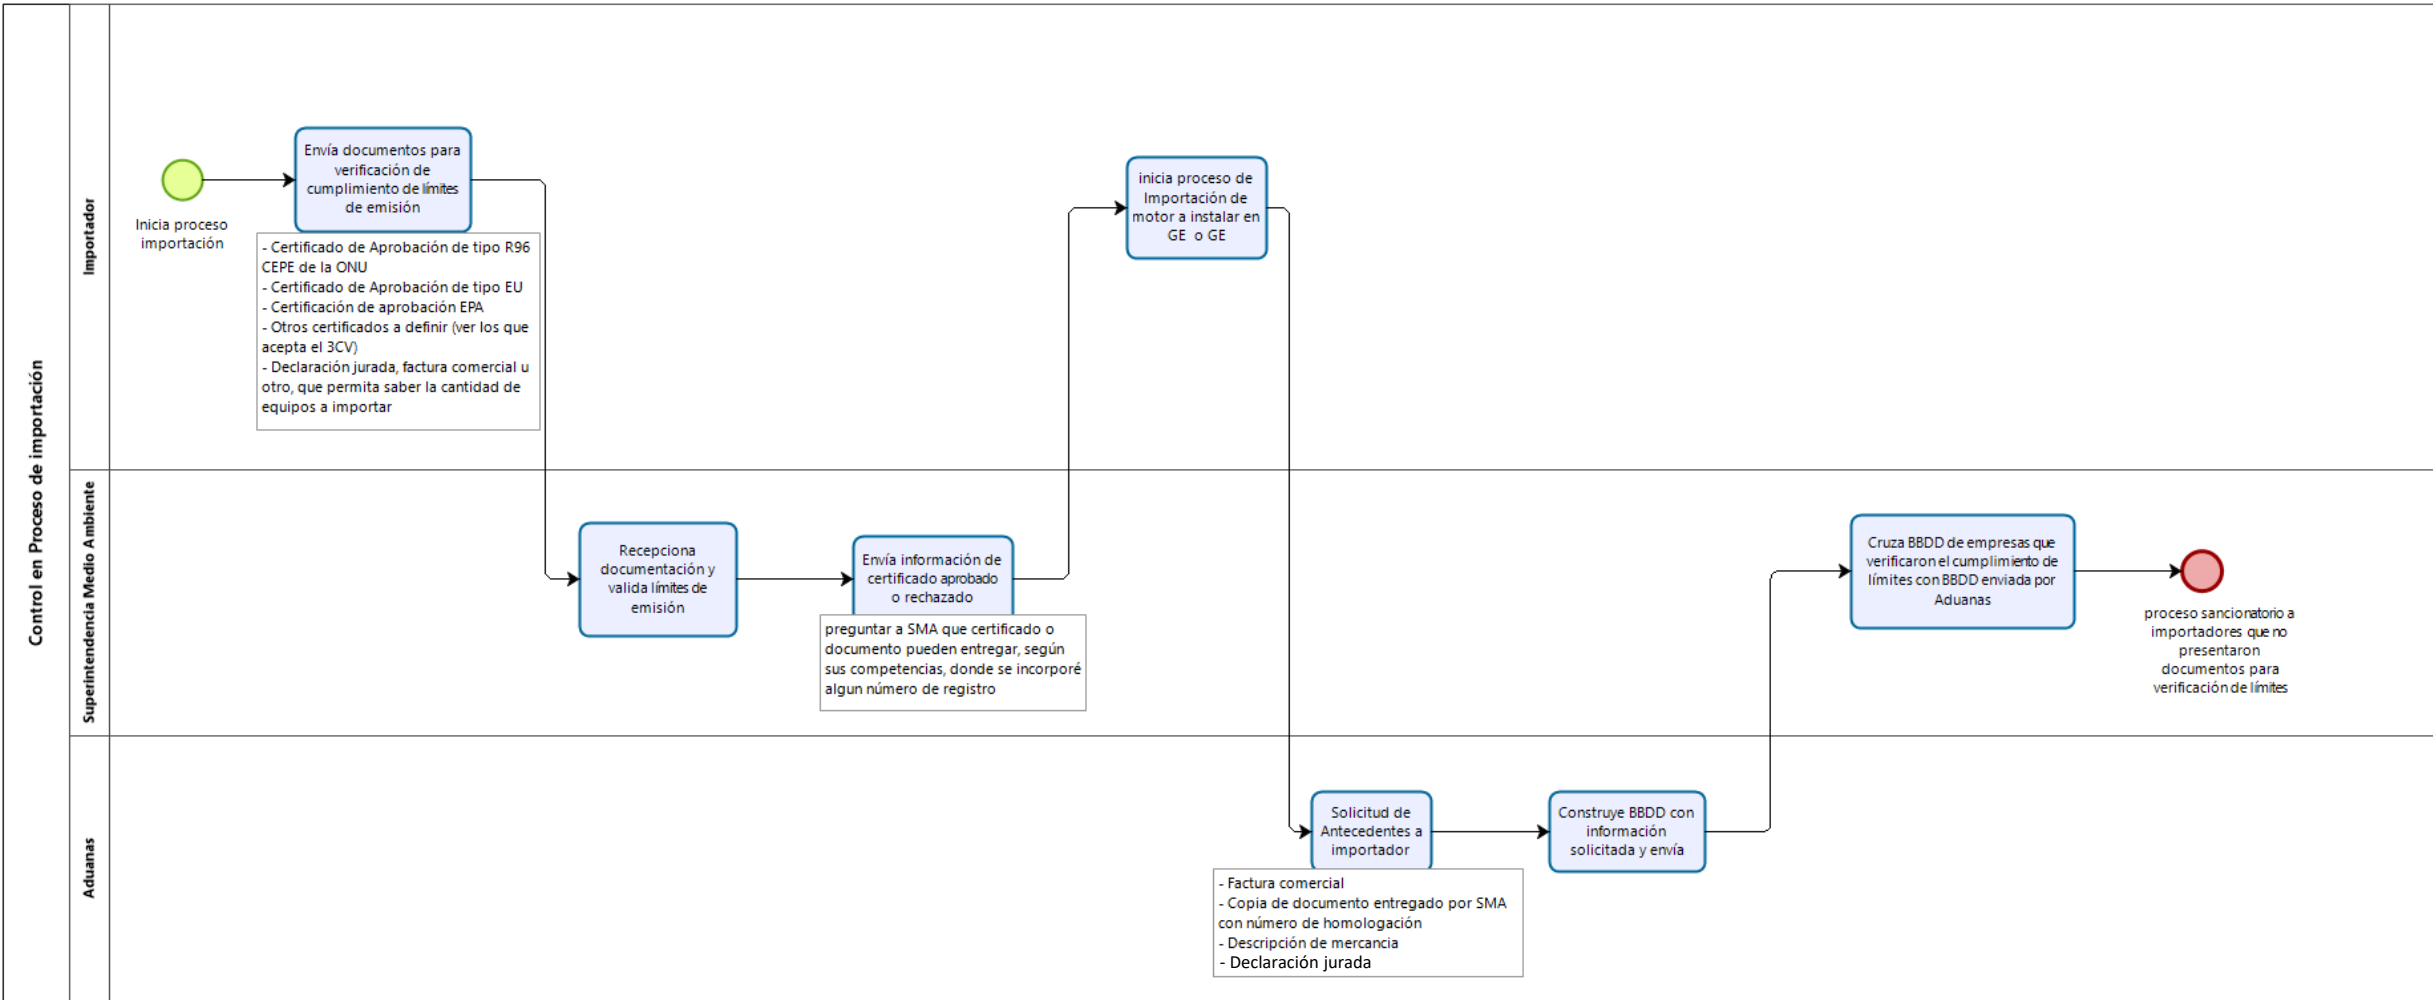 Control en Proceso de importación
Importador
Inicia proceso
importación
Envía documentos para
verificación de
cumplimiento de límites
de emisión
- Certificado de Aprobación de tipo R96
CEPE de la ONU
- Certificado de Aprobación de tipo EU
- Certificación de aprobación EPA
- Otros certificados a definir (ver los que
acepta el 3CV)
- Declaración jurada, factura comercial u
otro, que permita saber la cantidad de
equipos a importar
inicia proceso de
Importación de
motor a instalar en
GE o GE
Superintendencia Medio Ambiente
Recepciona
documentación y
valida límites de
emisión
Envía información de
certificado aprobado
o rechazado
preguntar a SMA que certificado o
documento pueden entregar, según
sus competencias, donde se incorporé
algun número de registro
Cruza BBDD de empresas que
verificaron el cumplimiento de
límites con BBDD enviada por
Aduanas
proceso sancionatorio a
importadores que no
presentaron
documentos para
verificación de límites
Aduanas
Solicitud de
Antecedentes a
importador
- Factura comercial
- Copia de documento entregado por SMA
con número de homologación
- Descripción de mercancia
- Declaración jurada
Construye BBDD con
información
solicitada y envía